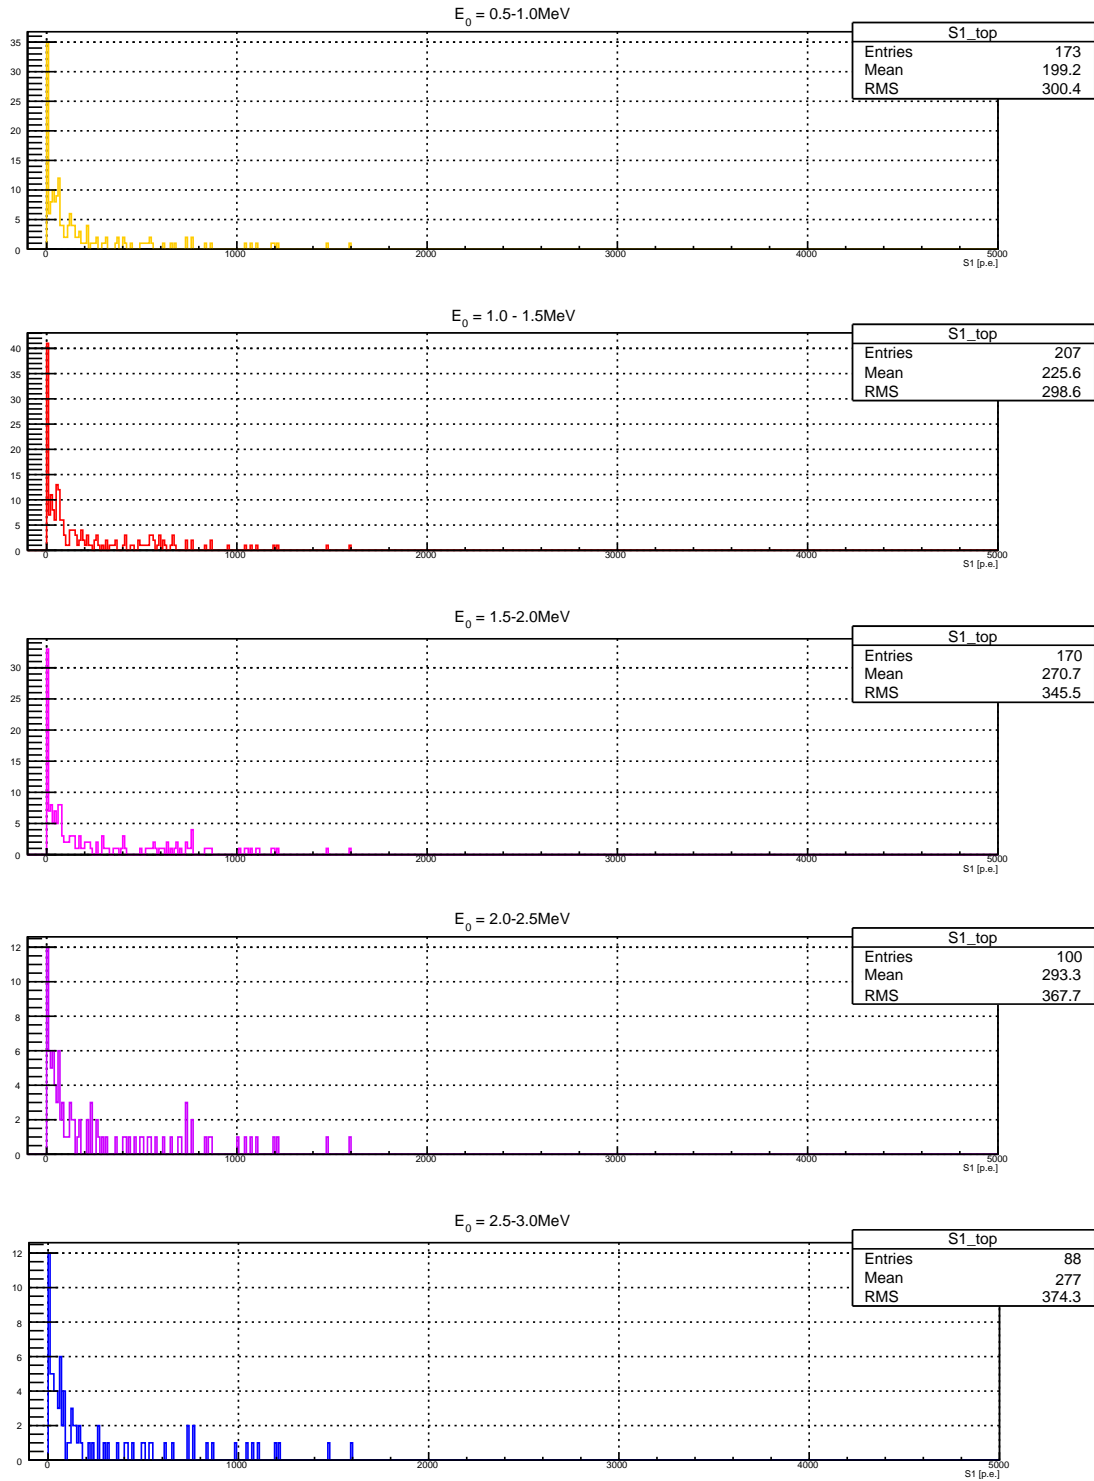 E0 = 0.5-1.0MeV
S1_top
Entries 173
Mean 199.2
RMS 300.4
35
30
25
20
15
10
5
0
0 1000 2000 3000 4000 5000
S1 [p.e.]
E0 = 1.0 - 1.5MeV
S1_top
Entries 207
Mean 225.6
RMS 298.6
40
35
30
25
20
15
10
5
0
0 1000 2000 3000 4000 5000
S1 [p.e.]
E0 = 1.5-2.0MeV
S1_top
Entries 170
Mean 270.7
RMS 345.5
30
25
20
15
10
5
0
0 1000 2000 3000 4000 5000
S1 [p.e.]
E0 = 2.0-2.5MeV
S1_top
Entries 100
Mean 293.3
RMS 367.7
12
10
8
6
4
2
0
0 1000 2000 3000 4000 5000
S1 [p.e.]
E0 = 2.5-3.0MeV
S1_top
Entries 88
Mean 277
RMS 374.3
12
10
8
6
4
2
0
0 1000 2000 3000 4000 5000
S1 [p.e.]